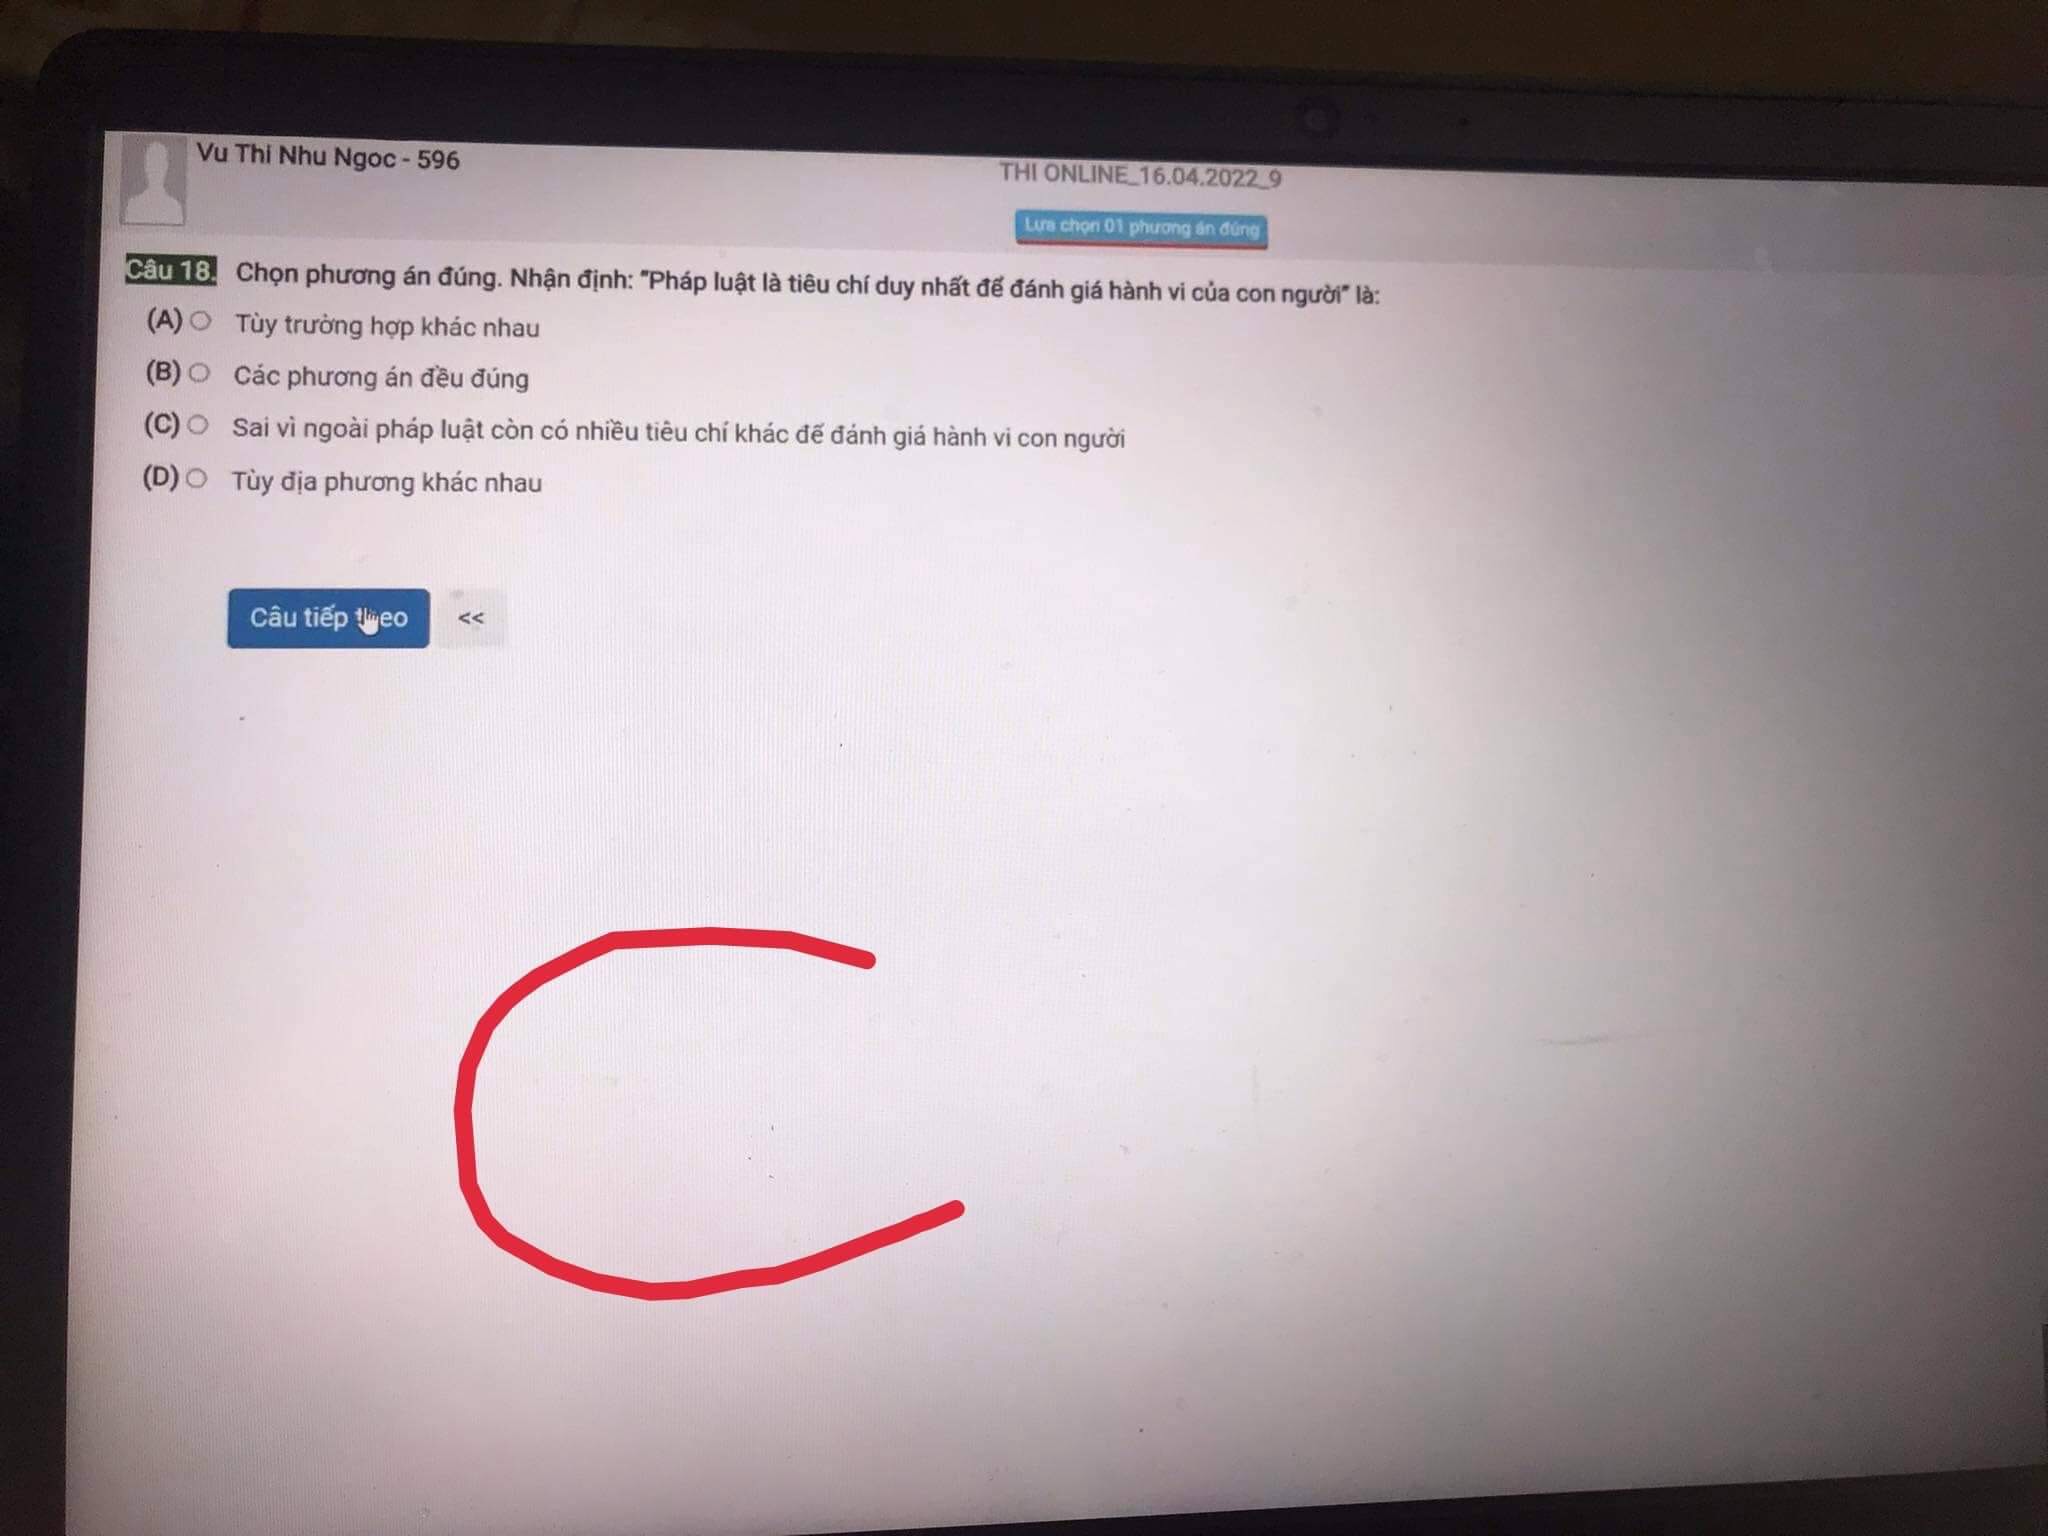 Vu Thi Nhu Ngoc - 596
THI ONLINE_16.04.2022_9
Lựa chọn 01 phương án đúng
Câu 18. Chọn phương án đúng. Nhận định: "Pháp luật là tiêu chí duy nhất để đánh giá hành vi của con người" là:
(A) Tùy trường hợp khác nhau
(B) Các phương án đều đúng
(C) Sai vì ngoài pháp luật còn có nhiều tiêu chí khác để đánh giá hành vi con người
(D) Tùy địa phương khác nhau
Câu tiếp theo <<
C